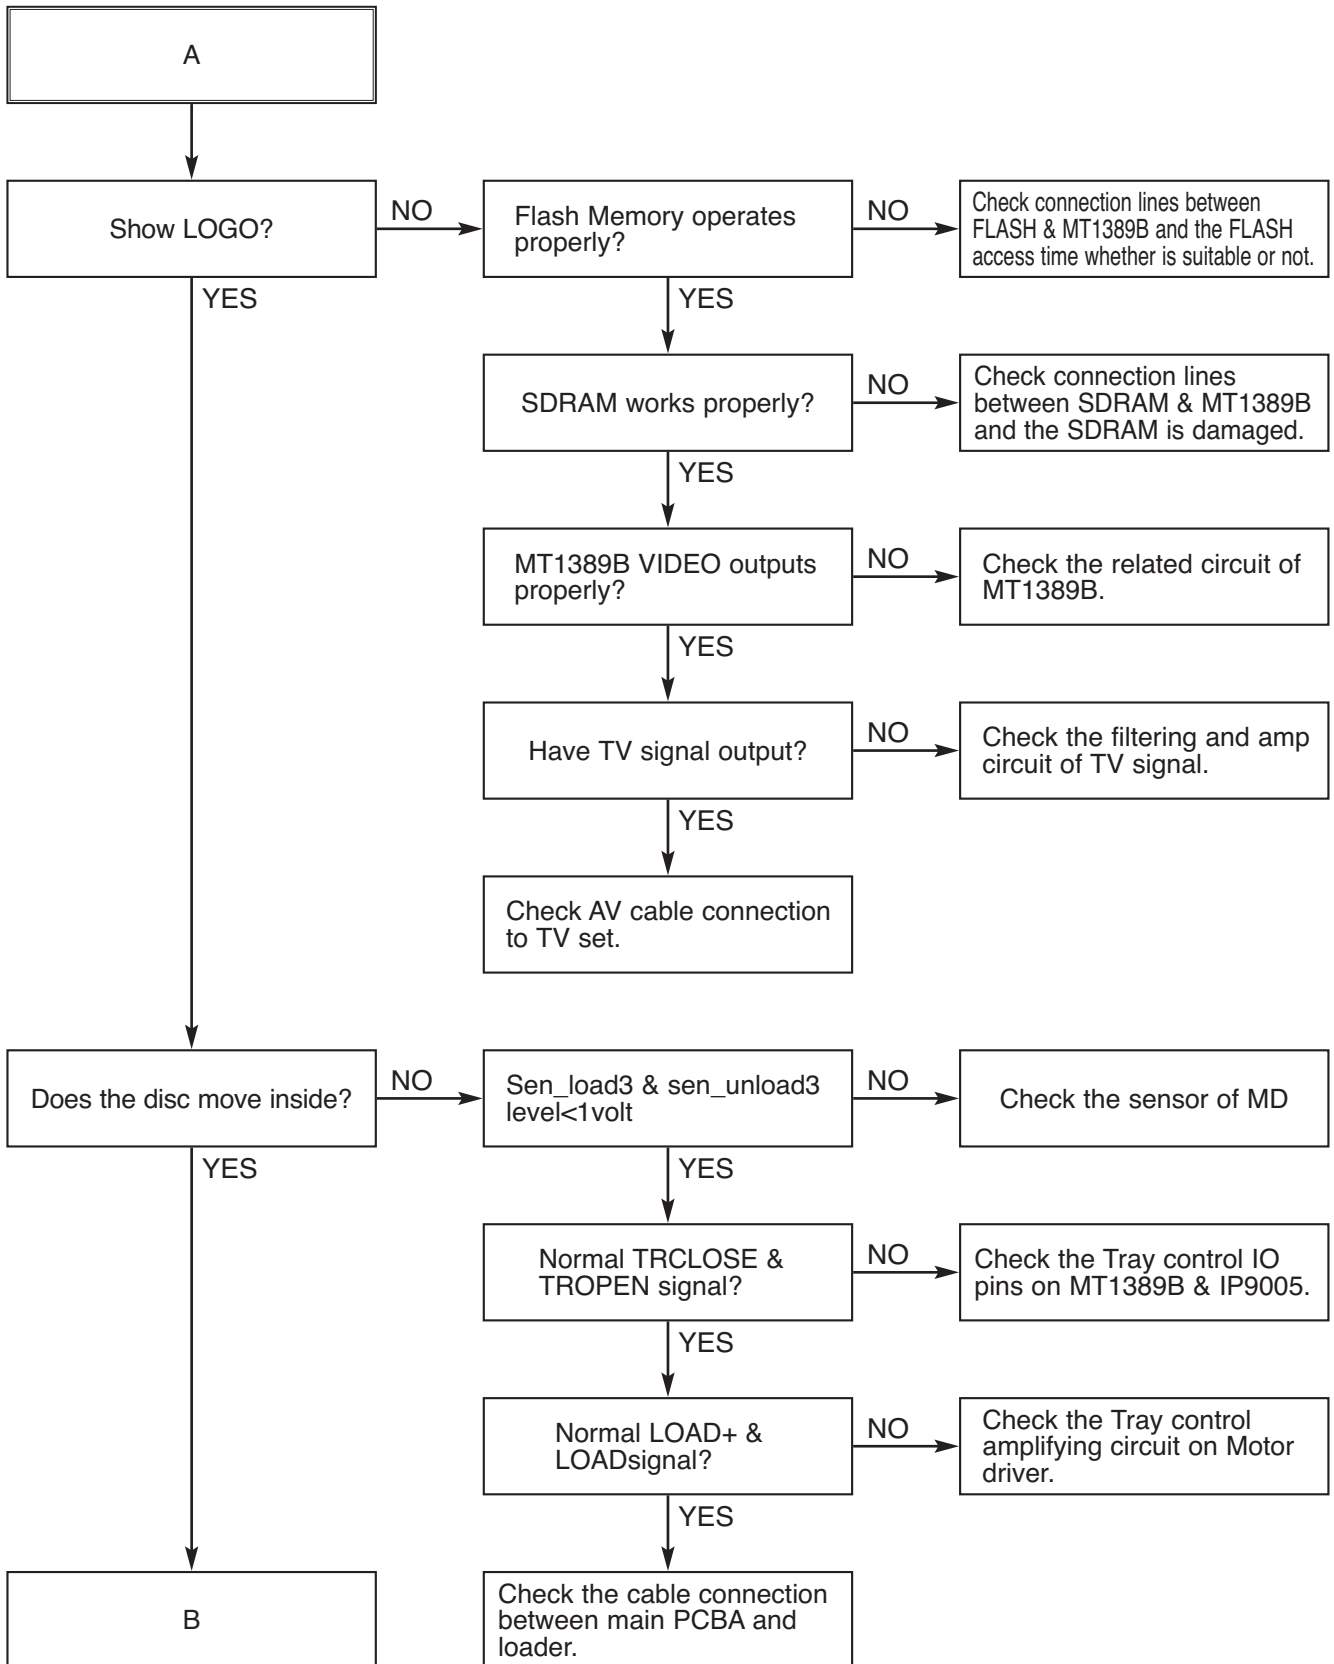 A
Show LOGO?
NO
Flash Memory operates
properly?
NO
Check connection lines between
FLASH & MT1389B and the FLASH
access time whether is suitable or not.
YES
YES
SDRAM works properly?
NO
Check connection lines
between SDRAM & MT1389B
and the SDRAM is damaged.
YES
MT1389B VIDEO outputs
properly?
NO
Check the related circuit of
MT1389B.
YES
Have TV signal output?
NO
Check the filtering and amp
circuit of TV signal.
YES
Check AV cable connection
to TV set.
Does the disc move inside?
NO
Sen_load3 & sen_unload3
level<1volt
NO
Check the sensor of MD
YES
YES
Normal TRCLOSE &
TROPEN signal?
NO
Check the Tray control IO
pins on MT1389B & IP9005.
YES
Normal LOAD+ &
LOADsignal?
NO
Check the Tray control
amplifying circuit on Motor
driver.
YES
B
Check the cable connection
between main PCBA and
loader.